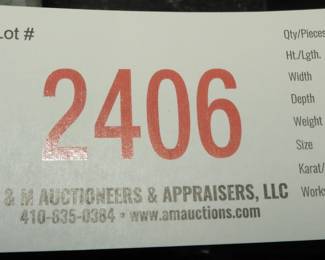 Lot #
2406
& M AUCTIONEERS & APPRAISERS, LLC
410-835-0384 • www.amauctions.com
Qty/Pieces
Ht./Lgth.
Width
Depth
Weight
Size
Karat/
Works